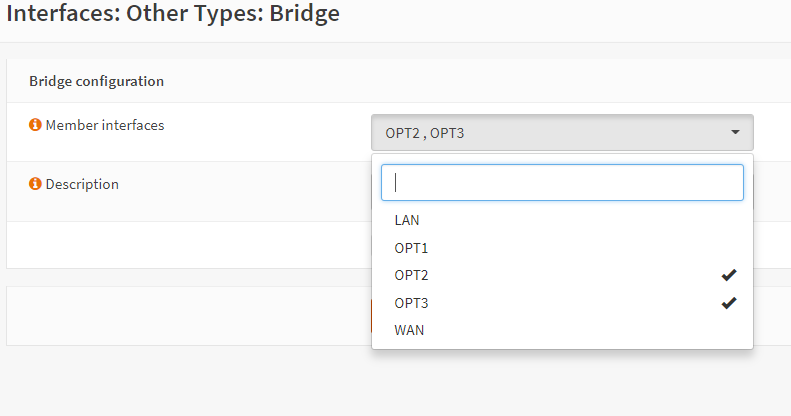 Interfaces: Other Types: Bridge
Bridge configuration
Member interfaces
OPT2 , OPT3
Description
LAN
OPT1
OPT2
OPT3
WAN